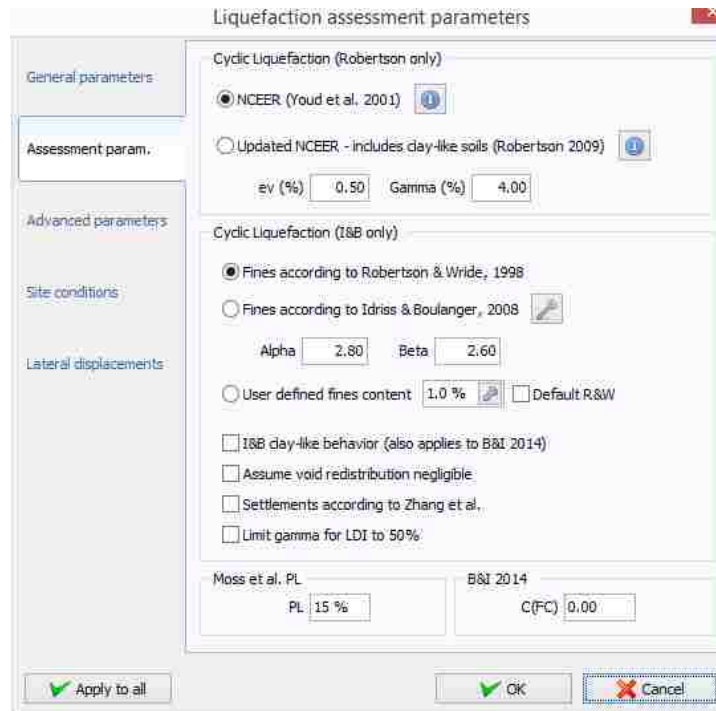 Liquefaction assessment parameters
General parameters
Assessment param.
Advanced parameters
Site conditions
Lateral displacements
Cyclic Liquefaction (Robertson only)
NCEER (Youd et al. 2001)
Updated NCEER - includes clay-like soils (Robertson 2009)
ev (%) 0.50 Gamma (%) 4.00
Cyclic Liquefaction (I&B only)
Fines according to Robertson & Wride, 1998
Fines according to Idriss & Boulanger, 2008
Alpha 2.80 Beta 2.60
User defined fines content 1.0 % Default R&W
I&B clay-like behavior (also applies to B&I 2014)
Assume void redistribution negligible
Settlements according to Zhang et al.
Limit gamma for LDI to 50%
Moss et al. PL B&I 2014
PL 15 % C(FC) 0.00
Apply to all OK Cancel